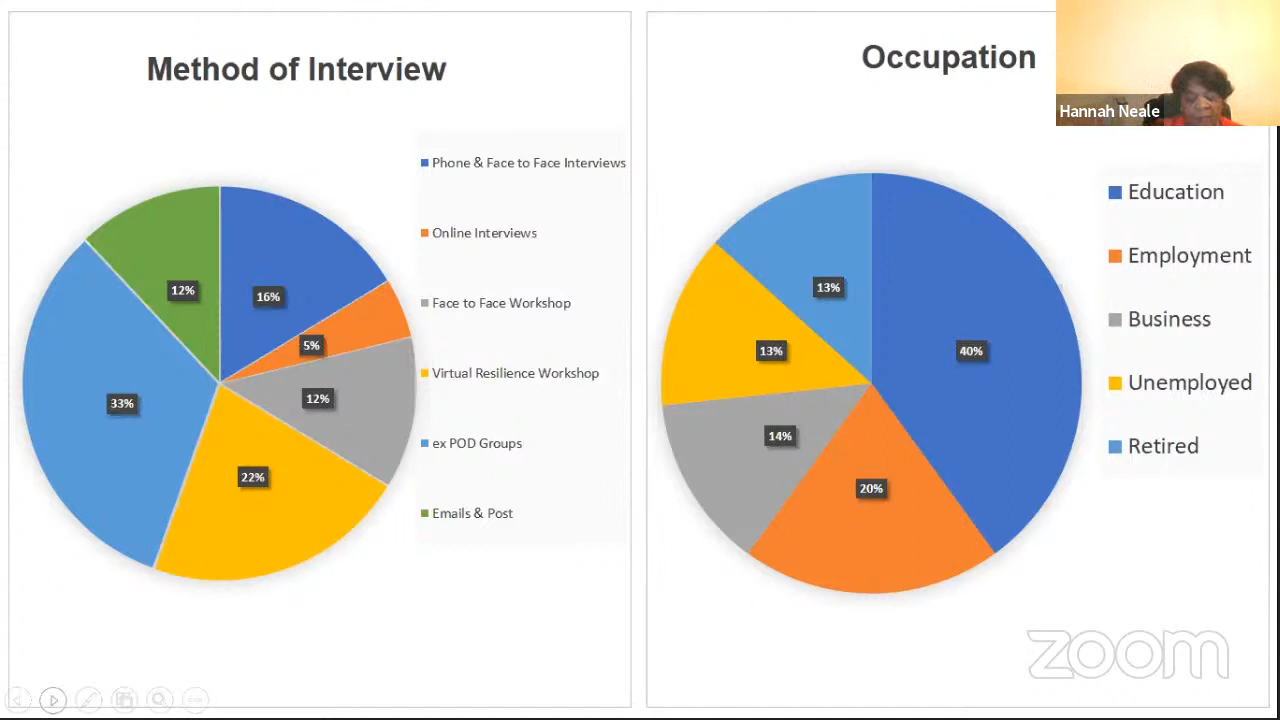 Method of Interview
Phone & Face to Face Interviews
Online Interviews
Face to Face Workshop
Virtual Resilience Workshop
ex POD Groups
Emails & Post
16%
5%
12%
22%
33%
12%
Occupation
Hannah Neale
Education
Employment
Business
Unemployed
Retired
40%
20%
14%
13%
13%
zoom